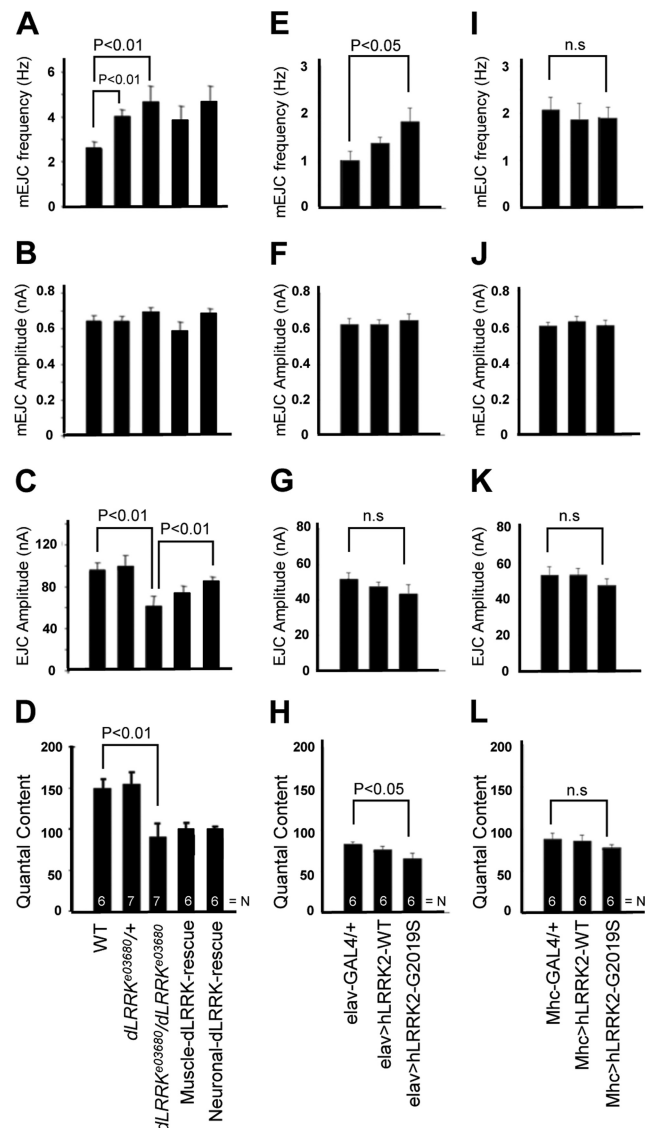 A
P<0.01
P<0.01
mEJC frequency (Hz)
6
4
2
0
E
P<0.05
mEJC frequency (Hz)
3
2
1
0
I
n.s
mEJC frequency (Hz)
3
2
1
0
B
mEJC Amplitude (nA)
0.8
0.6
0.4
0.2
0
F
mEJC Amplitude (nA)
0.8
0.6
0.4
0.2
0
J
mEJC Amplitude (nA)
0.8
0.6
0.4
0.2
0
C
P<0.01
P<0.01
EJC Amplitude (nA)
120
80
40
0
G
n.s
EJC Amplitude (nA)
80
60
40
20
0
K
n.s
EJC Amplitude (nA)
80
60
40
20
0
D
P<0.01
Quantal Content
200
150
100
50
0
6 7 7 6 6 = N
WT
dLRRKe03680/+
dLRRKe03680/dLRRKe03680
Muscle-dLRRK-rescue
Neuronal-dLRRK-rescue
H
P<0.05
Quantal Content
200
150
100
50
0
6 6 6 = N
elav-GAL4/+
elav>hLRRK2-WT
elav>hLRRK2-G2019S
L
n.s
Quantal Content
200
150
100
50
0
6 6 6 = N
Mhc-GAL4/+
Mhc>hLRRK2-WT
Mhc>hLRRK2-G2019S